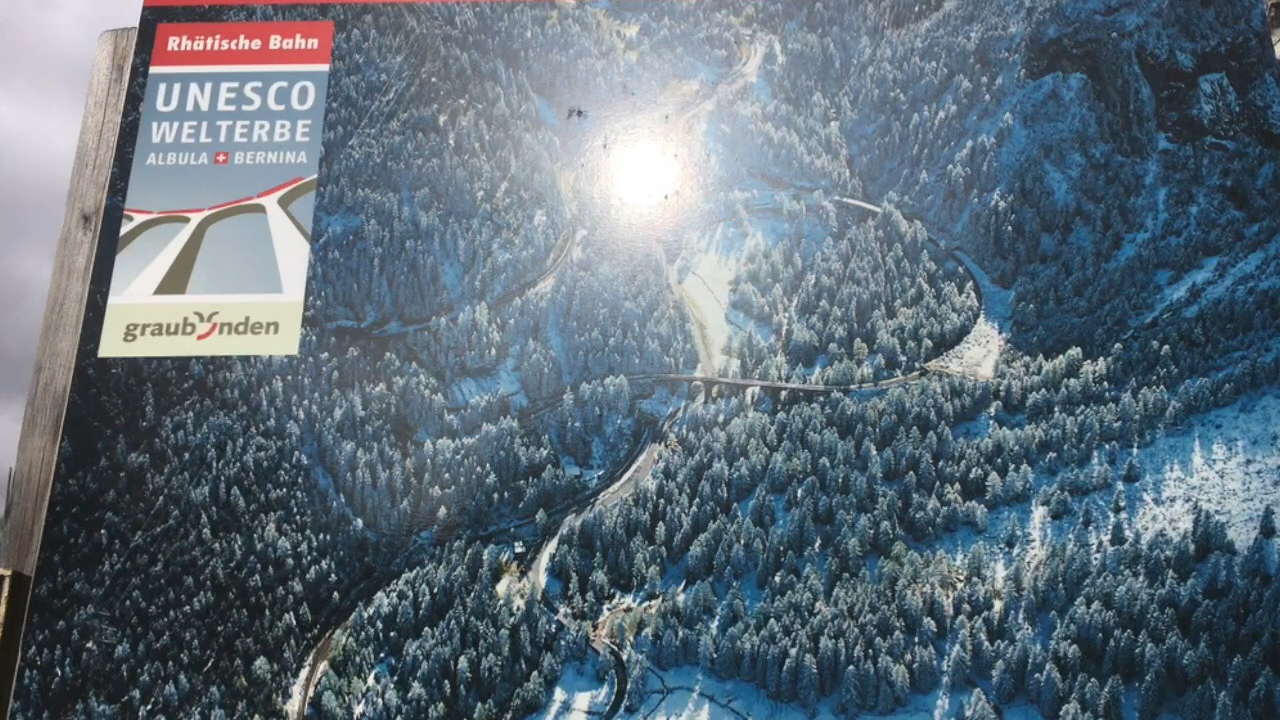 Rhätische Bahn
UNESCO
WELTERBE
ALBULA BERNINA
graubünden